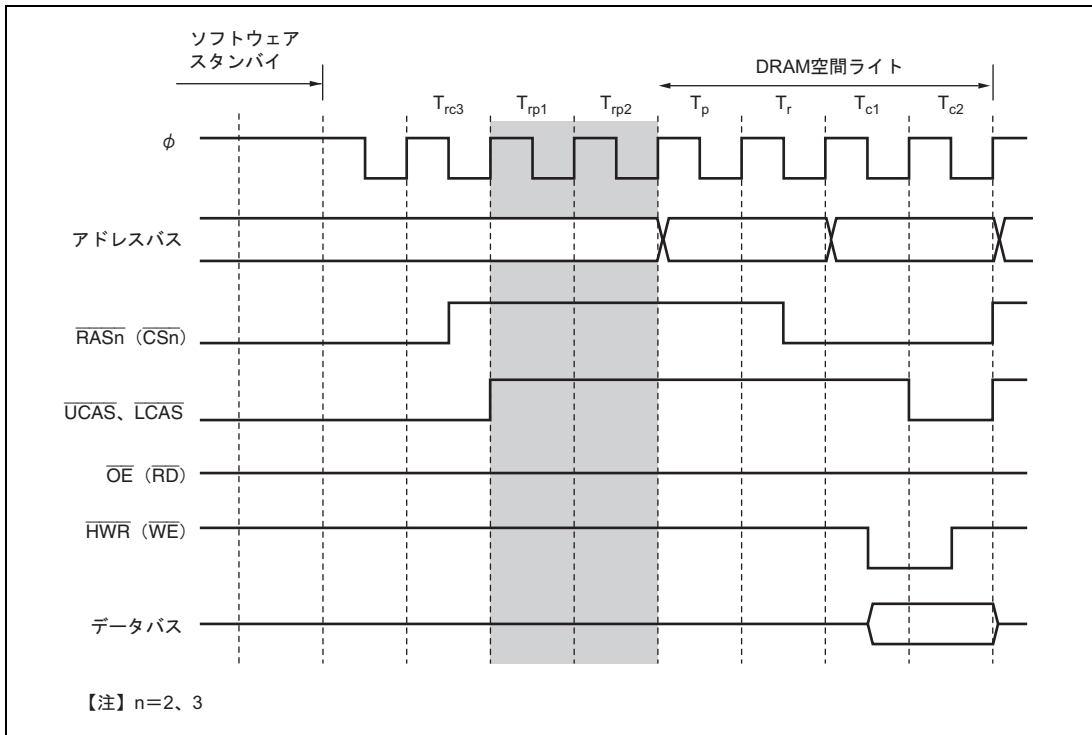 ソフトウェア
スタンバイ
DRAM空間ライト
Trc3 Trp1 Trp2 Tp Tr Tc1 Tc2
φ
アドレスバス
RASn（CSn）
UCAS、LCAS
OE（RD）
HWR（WE）
データバス
【注】n＝2、3